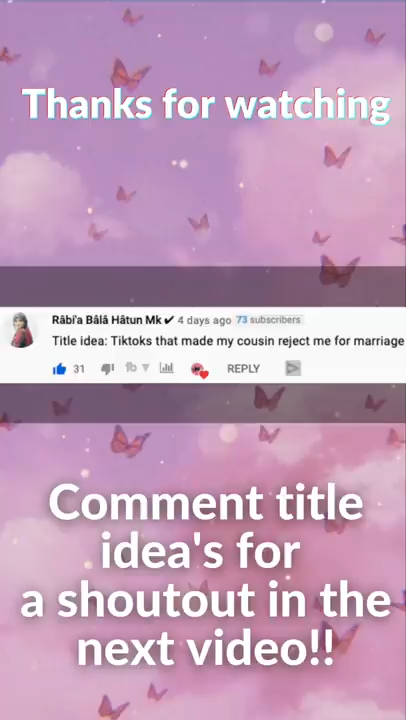 Thanks for watching
Râbi'a Bâlâ Hâtun Mk ✔ 4 days ago 73 subscribers
Title idea: Tiktoks that made my cousin reject me for marriage
31 REPLY
Comment title
idea's for
a shoutout in the
next video!!